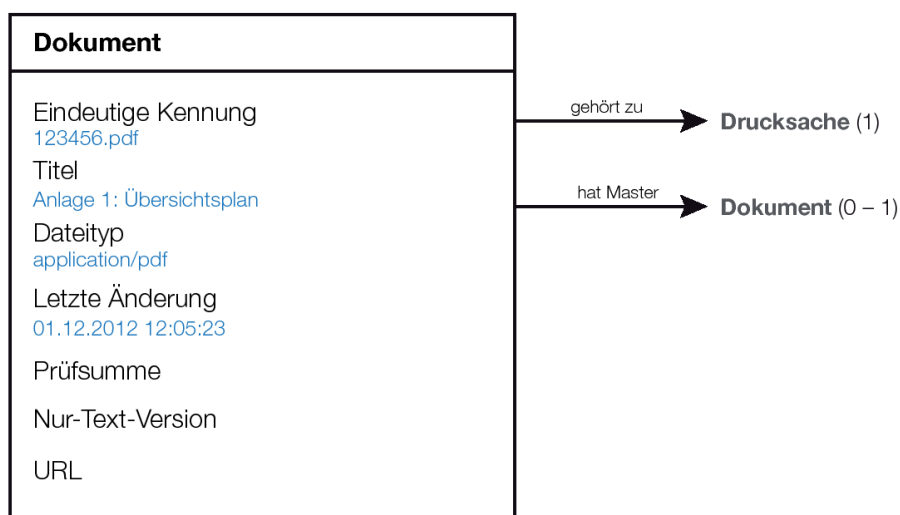 Dokument
Eindeutige Kennung
123456.pdf
Titel
Anlage 1: Übersichtsplan
Dateityp
application/pdf
Letzte Änderung
01.12.2012 12:05:23
Prüfsumme
Nur-Text-Version
URL
gehört zu
Drucksache (1)
hat Master
Dokument (0 – 1)